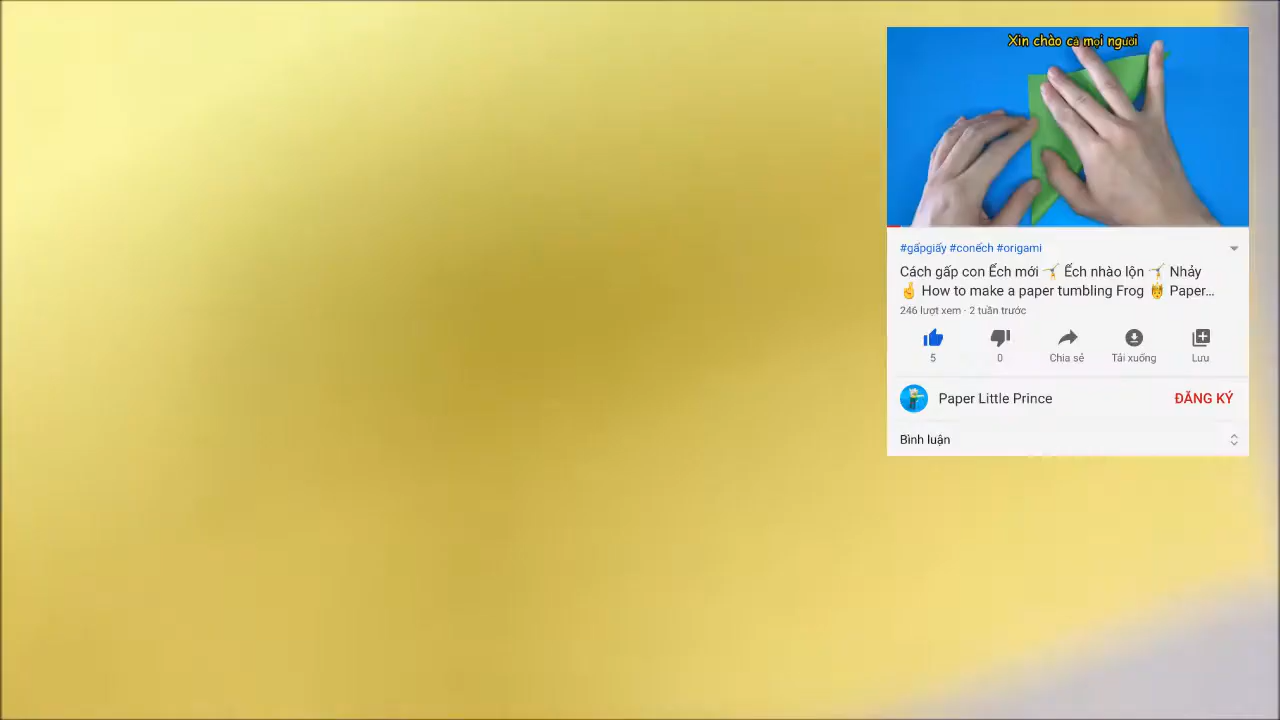 Xin chào cả mọi người
#gấpgiấy #conếch #origami
Cách gấp con Ếch mới 🤸 Ếch nhào lộn 🤸 Nhảy
☝ How to make a paper tumbling Frog 🤴 Paper...
246 lượt xem · 2 tuần trước
5 0 Chia sẻ Tải xuống Lưu
Paper Little Prince ĐĂNG KÝ
Bình luận